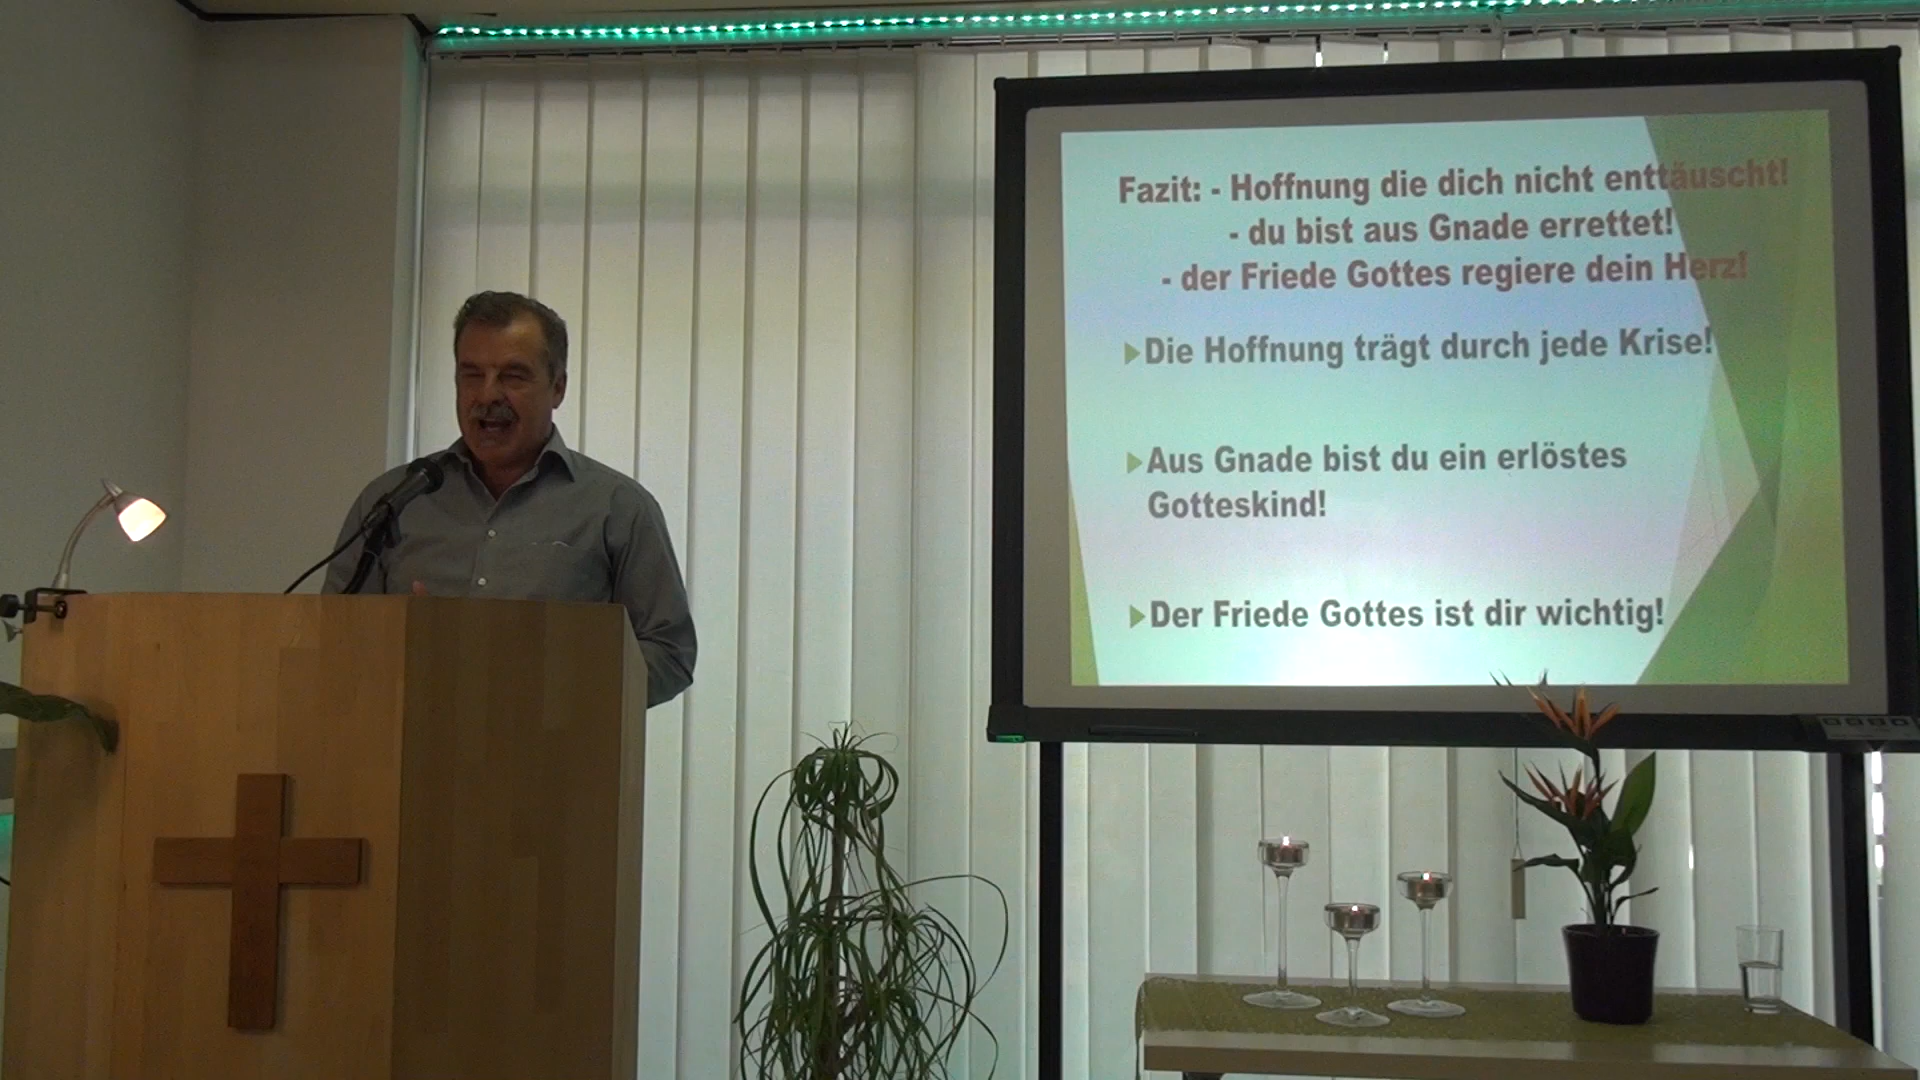 Fazit: - Hoffnung die dich nicht enttäuscht!
- du bist aus Gnade errettet!
- der Friede Gottes regiere dein Herz!
Die Hoffnung trägt durch jede Krise!
Aus Gnade bist du ein erlöstes
Gotteskind!
Der Friede Gottes ist dir wichtig!